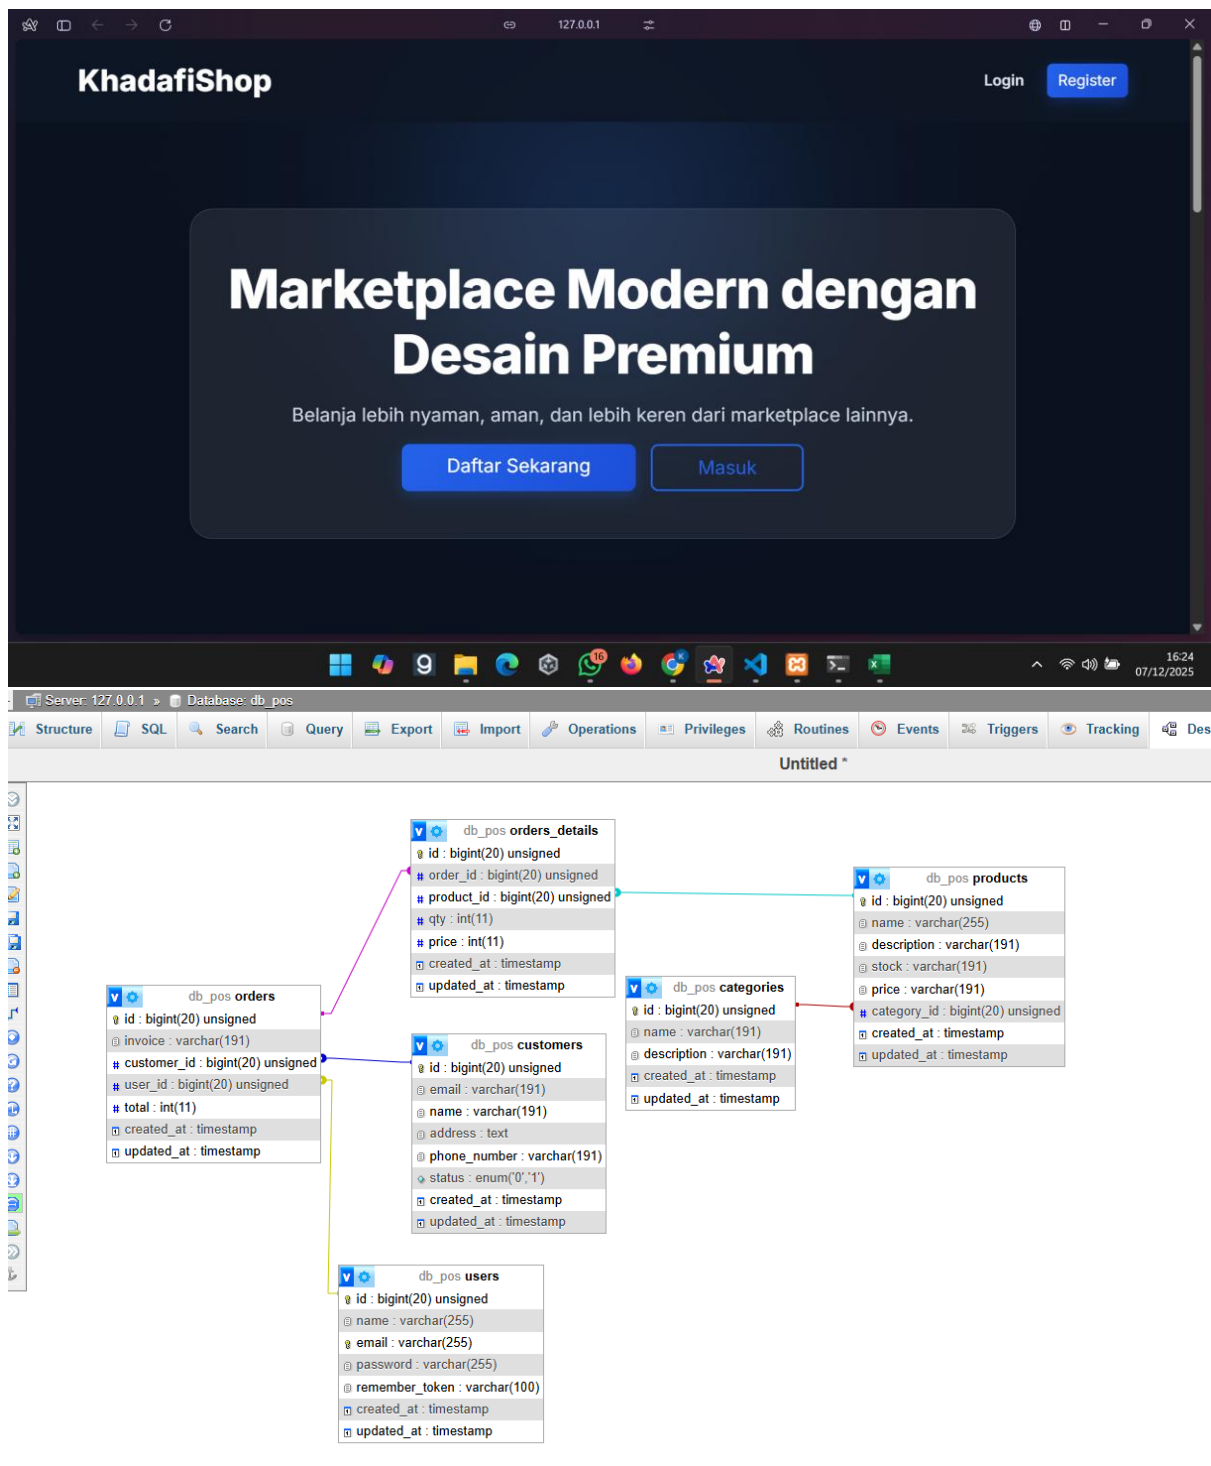 127.0.0.1
KhadafiShop
Login
Register
Marketplace Modern dengan
Desain Premium
Belanja lebih nyaman, aman, dan lebih keren dari marketplace lainnya.
Daftar Sekarang
Masuk
16
16:24
07/12/2025
Server: 127.0.0.1 » Database: db_pos
Structure SQL Search Query Export Import Operations Privileges Routines Events Triggers Tracking Des
Untitled *
db_pos orders_details
id : bigint(20) unsigned
order_id : bigint(20) unsigned
product_id : bigint(20) unsigned
qty : int(11)
price : int(11)
created_at : timestamp
updated_at : timestamp
db_pos products
id : bigint(20) unsigned
name : varchar(255)
description : varchar(191)
stock : varchar(191)
price : varchar(191)
category_id : bigint(20) unsigned
created_at : timestamp
updated_at : timestamp
db_pos categories
id : bigint(20) unsigned
name : varchar(191)
description : varchar(191)
created_at : timestamp
updated_at : timestamp
db_pos orders
id : bigint(20) unsigned
invoice : varchar(191)
customer_id : bigint(20) unsigned
user_id : bigint(20) unsigned
total : int(11)
created_at : timestamp
updated_at : timestamp
db_pos customers
id : bigint(20) unsigned
email : varchar(191)
name : varchar(191)
address : text
phone_number : varchar(191)
status : enum('0','1')
created_at : timestamp
updated_at : timestamp
db_pos users
id : bigint(20) unsigned
name : varchar(255)
email : varchar(255)
password : varchar(255)
remember_token : varchar(100)
created_at : timestamp
updated_at : timestamp